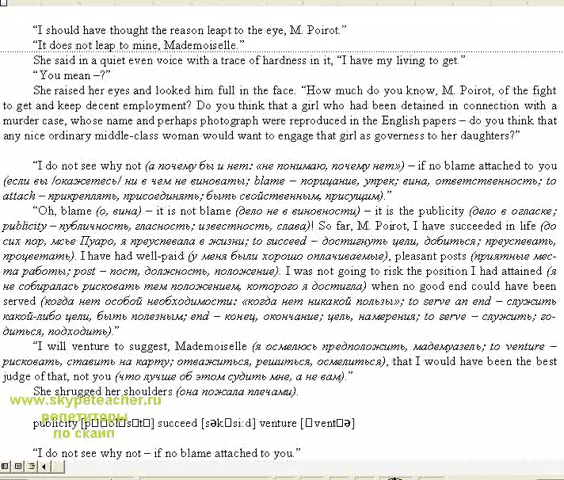 “I should have thought the reason leapt to the eye, M. Poirot.”
“It does not leap to mine, Mademoiselle.”
She said in a quiet even voice with a trace of hardness in it, “I have my living to get.”
“You mean –?”
She raised her eyes and looked him full in the face. “How much do you know, M. Poirot, of the fight
to get and keep decent employment? Do you think that a girl who had been detained in connection with a
murder case, whose name and perhaps photograph were reproduced in the English papers – do you think that
any nice ordinary middle-class woman would want to engage that girl as governess to her daughters?”
“I do not see why not (а почему бы и нет: «не понимаю, почему нет») – if no blame attached to you
(если вы /окажетесь/ ни в чем не виноваты; blame – порицание, упрек; вина, ответственность; to
attach – прикреплять, присоединять; быть свойственным, присущим).”
“Oh, blame (о, вина) – it is not blame (дело не в виновности) – it is the publicity (дело в огласке;
publicity – публичность, гласность; известность, слава)! So far, M. Poirot, I have succeeded in life (до
сих пор, мсье Пуаро, я преуспевала в жизни; to succeed – достигнуть цели, добиться; преуспевать,
процветать). I have had well-paid (у меня были хорошо оплачиваемые), pleasant posts (приятные мес-
та работы; post – пост, должность, положение). I was not going to risk the position I had attained (я
не собиралась рисковать тем положением, которого я достигла) when no good end could have been
served (когда нет особой необходимости: «когда нет никакой пользы»; to serve an end – служить
какой-либо цели, быть полезным; end – конец, окончание; цель, намерения; to serve – служить; го-
диться, подходить).”
“I will venture to suggest, Mademoiselle (я осмелюсь предположить, мадемуазель; to venture –
рисковать, ставить на карту; отважиться, решиться, осмелиться), that I would have been the best
judge of that, not you (что лучше об этом судить мне, а не вам).”
She shrugged her shoulders (она пожала плечами).
www.skypeteacher.ru
репетиторы
по скаип
publicity succeed venture
“I do not see why not – if no blame attached to you.”